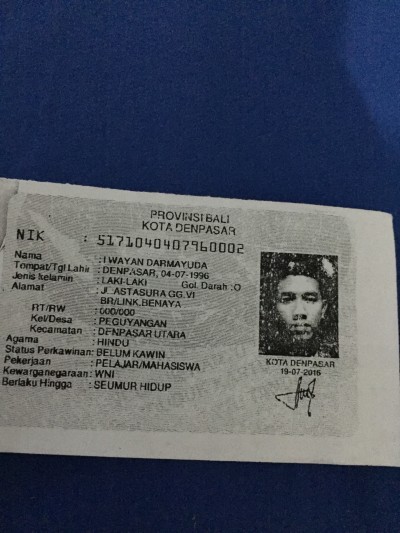 PROVINSI BALI
KOTA DENPASAR
NIK : 5171040407960002
Nama : I WAYAN DARMAYUDA
Tempat/Tgl Lahir : DENPASAR, 04-07-1996
Jenis kelamin : LAKI-LAKI Gol. Darah :O
Alamat : JL.ASTASURA GG.VI
BR/LINK.BENAYA
RT/RW : 000/000
Kel/Desa : PEGUYANGAN
Kecamatan : DENPASAR UTARA
Agama : HINDU
Status Perkawinan: BELUM KAWIN
Pekerjaan : PELAJAR/MAHASISWA
Kewarganegaraan: WNI
Berlaku Hingga : SEUMUR HIDUP
KOTA DENPASAR
19-07-2016